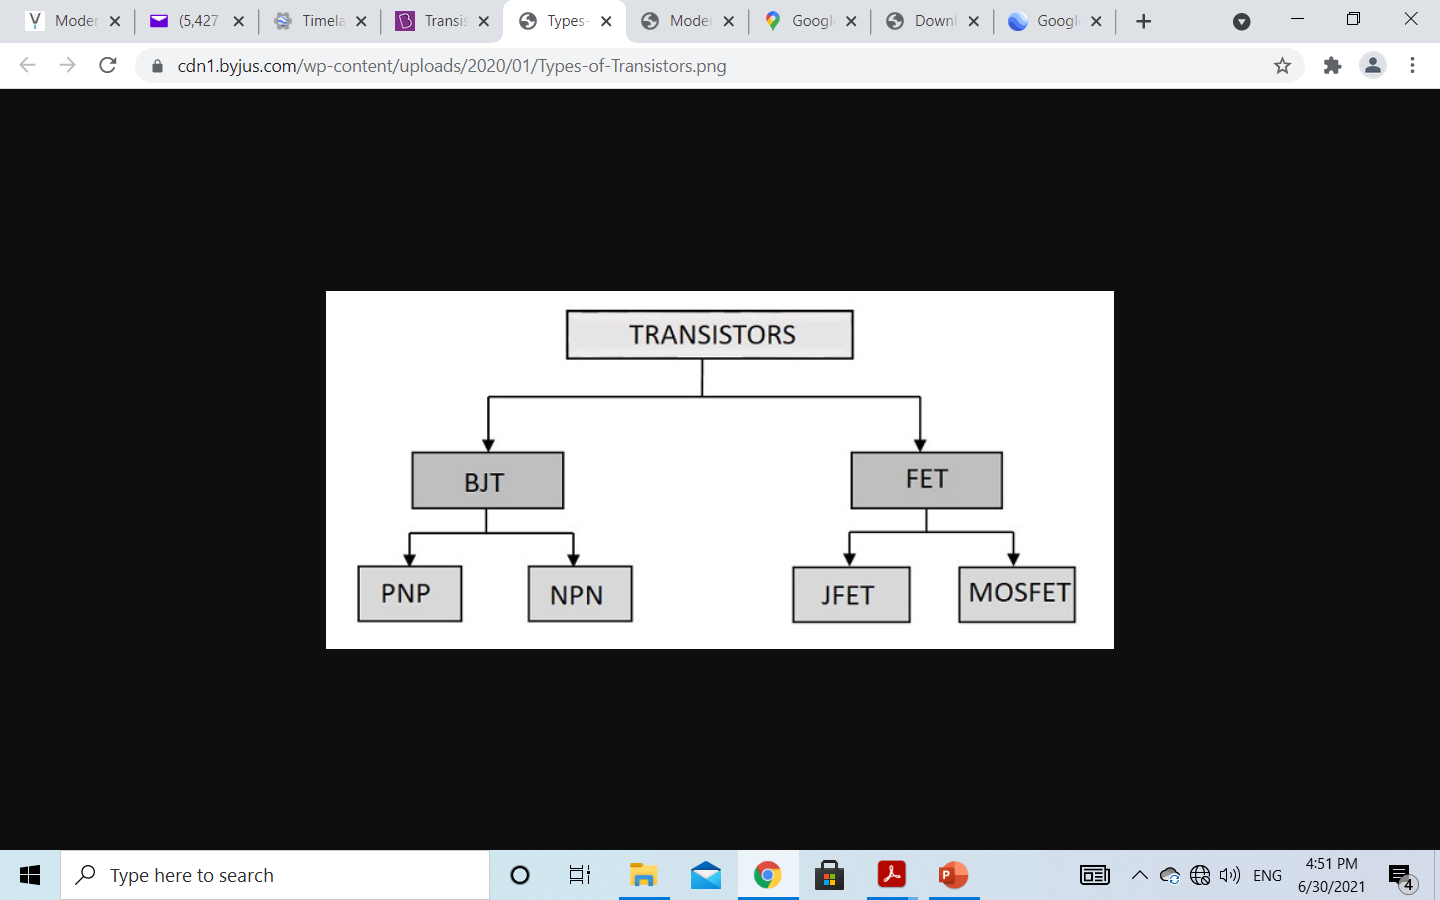 Moder
(5,427
Timela
Transis
Types-
Moder
Googl
Downl
Googl
cdn1.byjus.com/wp-content/uploads/2020/01/Types-of-Transistors.png
TRANSISTORS
BJT
FET
PNP
NPN
JFET
MOSFET
Type here to search
ENG
4:51 PM
6/30/2021
4